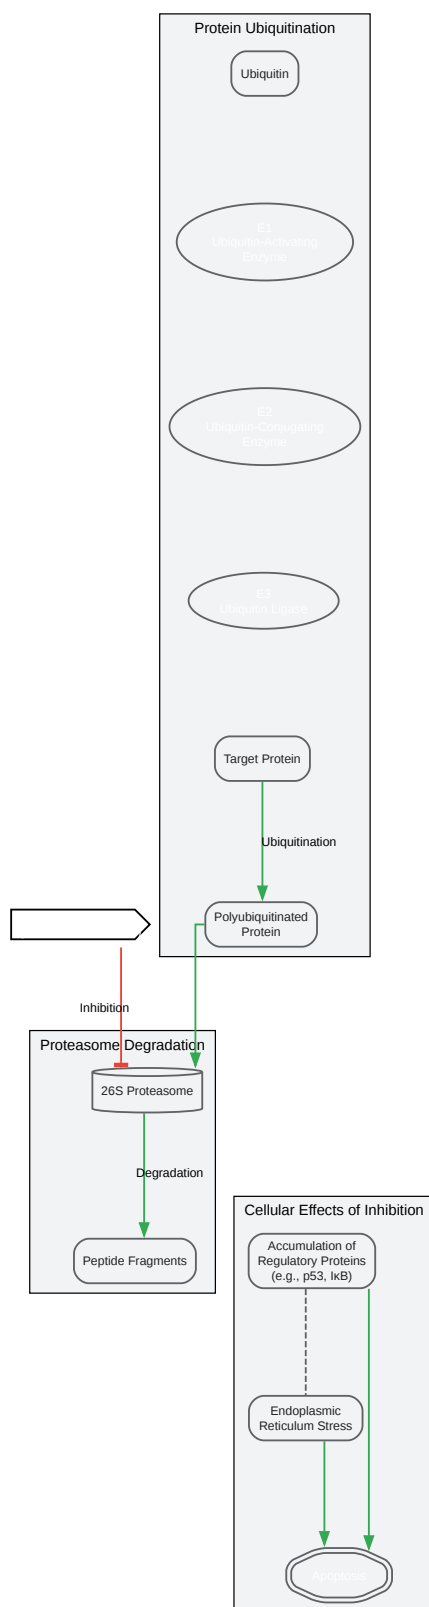 Protein Ubiquitination
Ubiquitin
E1
Ubiquitin-Activating
Enzyme
E2
Ubiquitin-Conjugating
Enzyme
E3
Ubiquitin Ligase
Target Protein
Ubiquitination
Polyubiquitinated
Protein
Inhibition
Proteasome Degradation
26S Proteasome
Degradation
Peptide Fragments
Cellular Effects of Inhibition
Accumulation of
Regulatory Proteins
(e.g., p53, IκB)
Endoplasmic
Reticulum Stress
Apoptosis